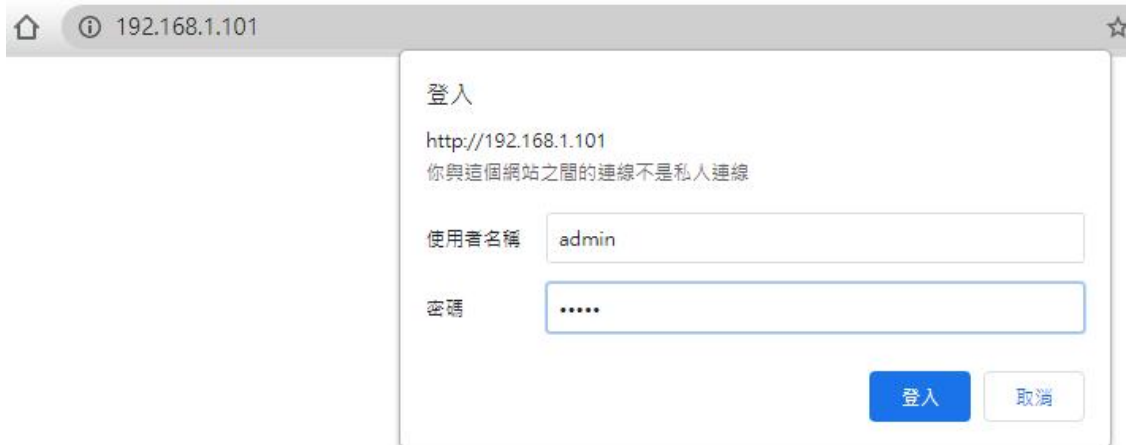 192.168.1.101
登入
http://192.168.1.101
你與這個網站之間的連線不是私人連線
使用者名稱 admin
密碼 •••••
登入 取消